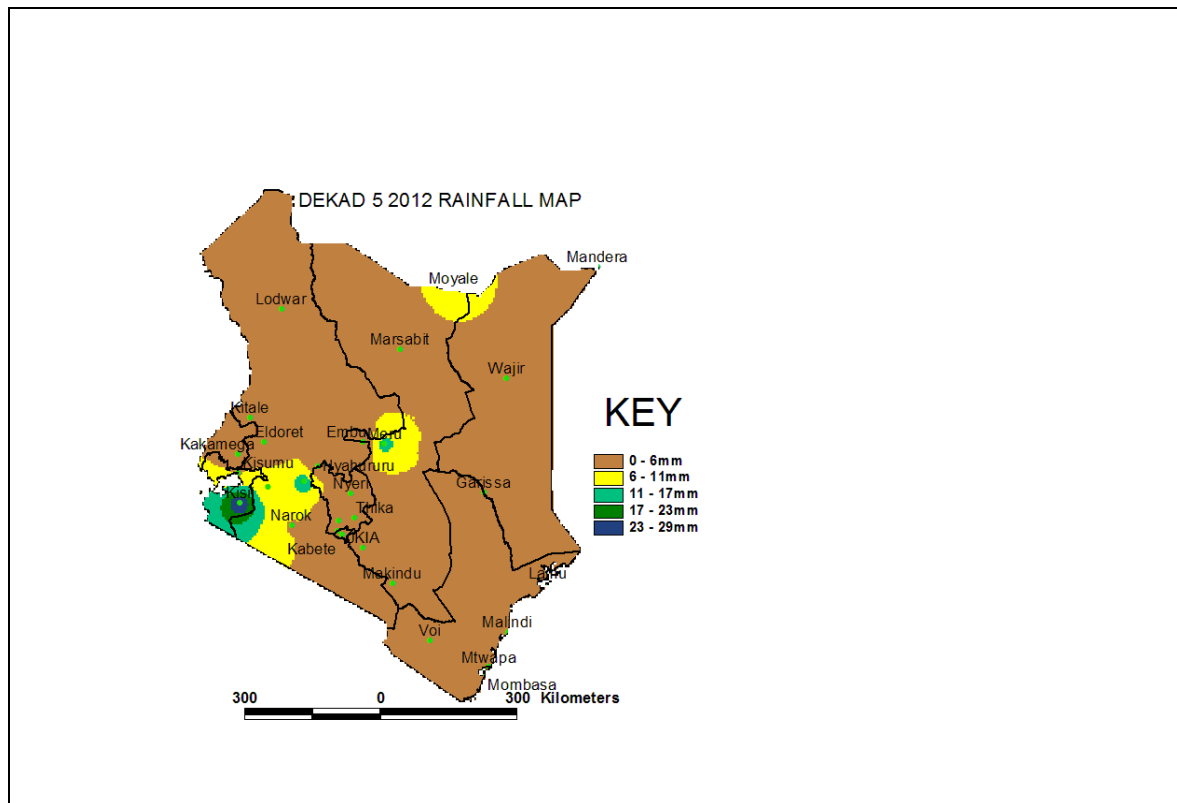 DEKAD 5 2012 RAINFALL MAP
Mandera
Moyale
Lodwar
Marsabit
Wajir
Kitale
KEY
Eldoret
Embu
Meru
Kakamega
Kisumu
0 - 6mm
Nyahururu
6 - 11mm
Nyeri
Garissa
Kisii
11 - 17mm
Thika
Narok
17 - 23mm
23 - 29mm
JKIA
Kabete
Makindu
Lamu
Malindi
Voi
Mtwapa
Mombasa
300 0 300 Kilometers